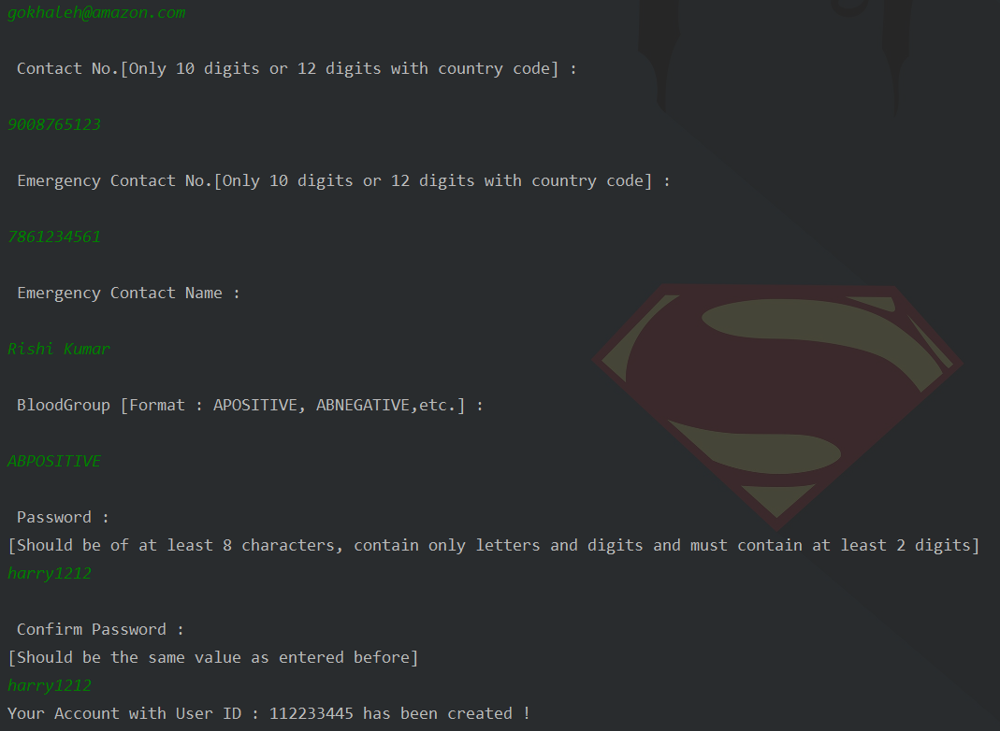 gokhaleh@amazon.com
Contact No.[Only 10 digits or 12 digits with country code] :
9008765123
Emergency Contact No.[Only 10 digits or 12 digits with country code] :
7861234561
Emergency Contact Name :
Rishi Kumar
BloodGroup [Format : APOSITIVE, ABNEGATIVE,etc.] :
ABPOSITIVE
Password :
[Should be of at least 8 characters, contain only letters and digits and must contain at least 2 digits]
harry1212
Confirm Password :
[Should be the same value as entered before]
harry1212
Your Account with User ID : 112233445 has been created !